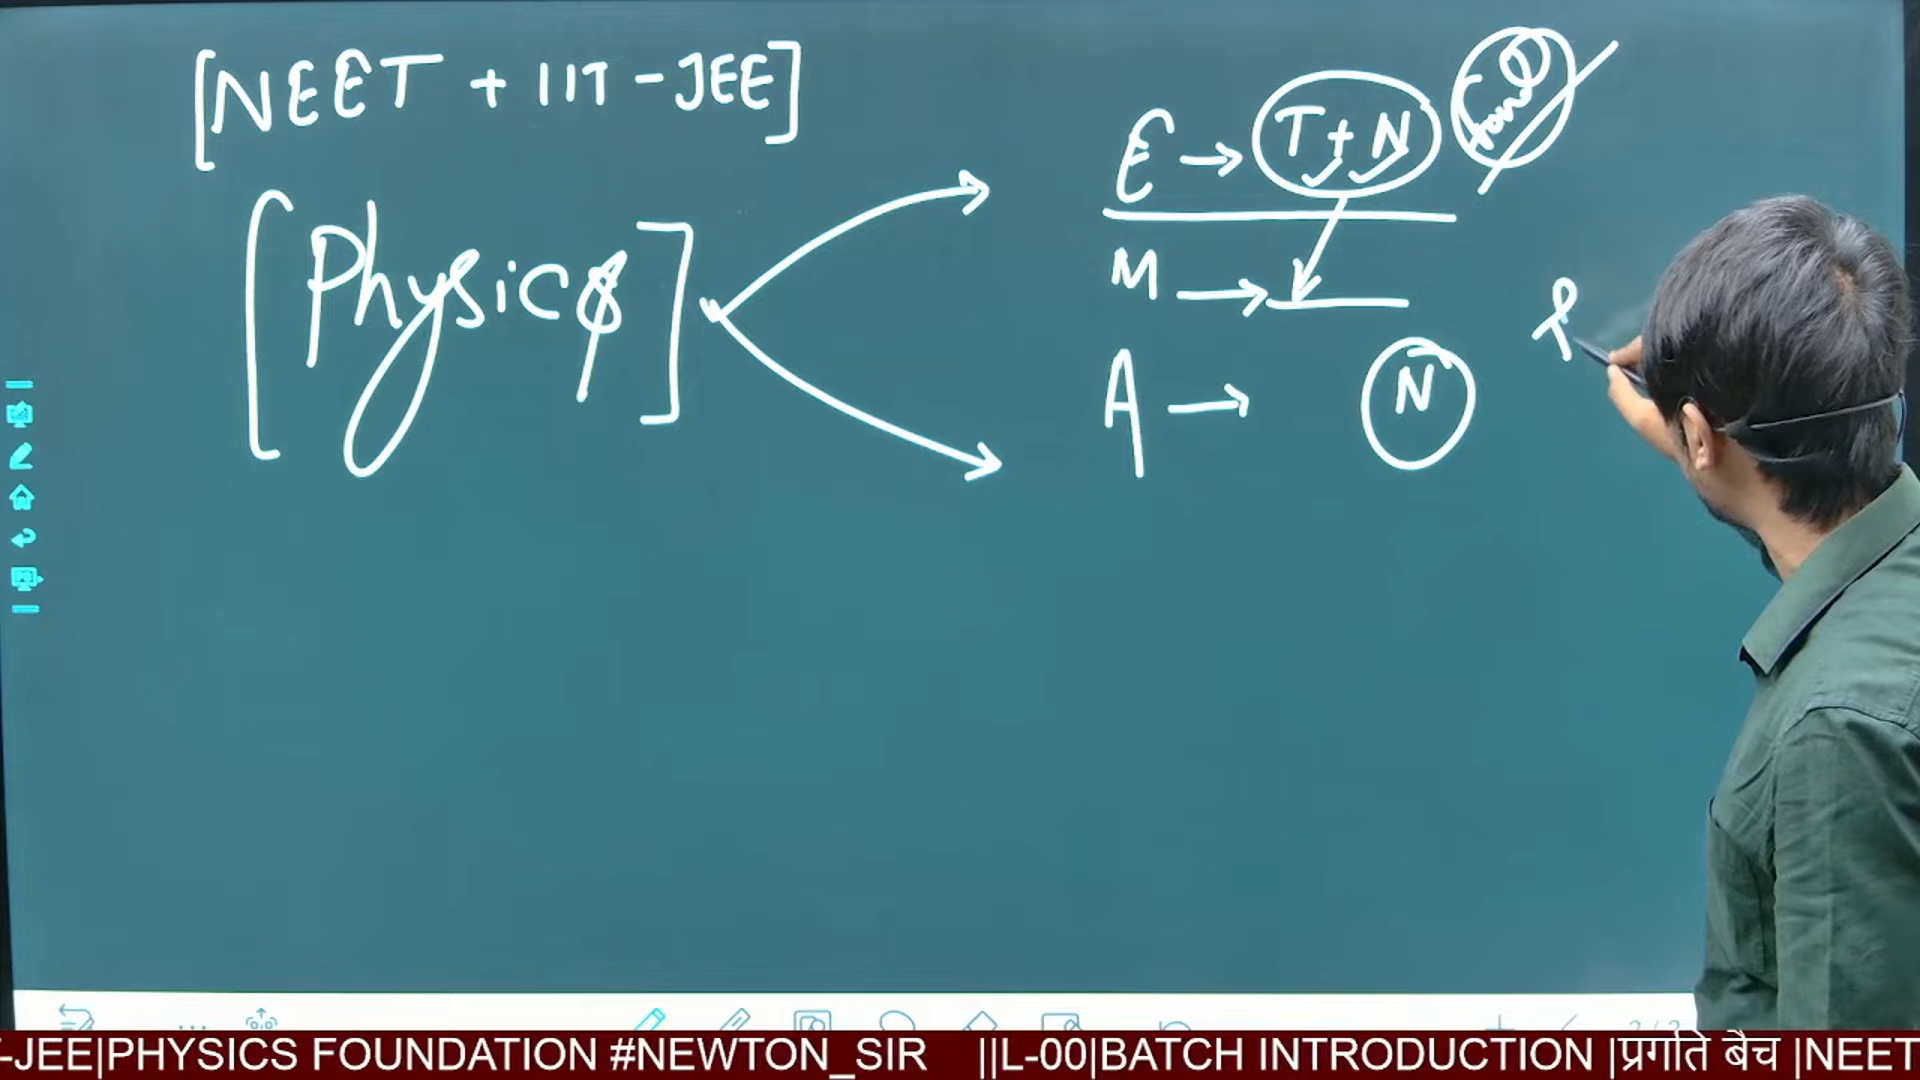 [NEET + IIT-JEE]
[Physics]
E → T+N
M →
A → N
-JEE|PHYSICS FOUNDATION #NEWTON_SIR ||L-00|BATCH INTRODUCTION |प्रगति बैच |NEET